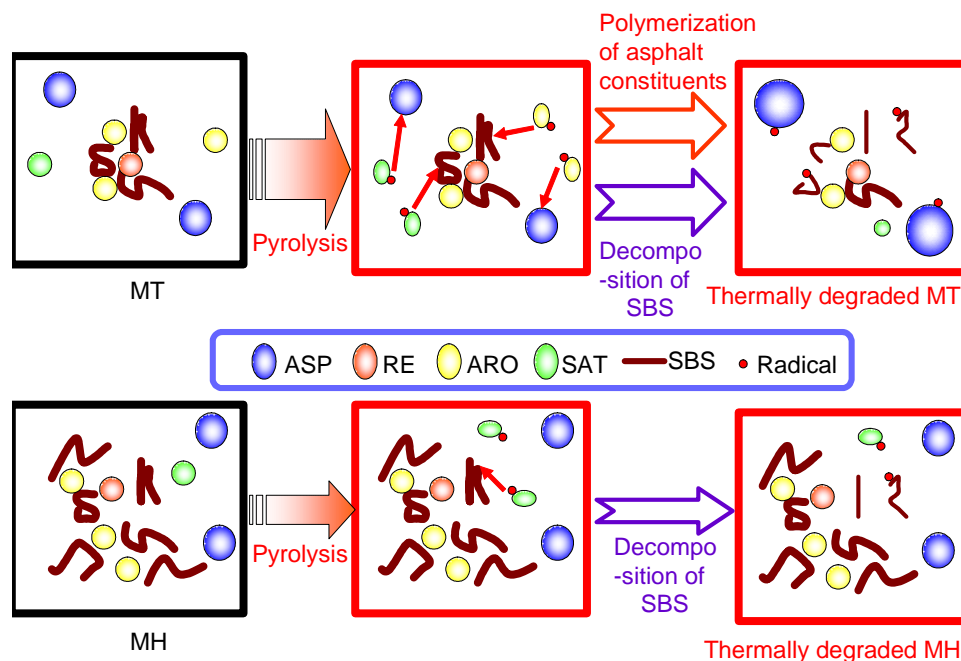 Polymerization
of asphalt
constituents
Pyrolysis
Decompo
-sition of
SBS
MT
Thermally degraded MT
ASP RE ARO SAT SBS Radical
Pyrolysis
Decompo
-sition of
SBS
MH
Thermally degraded MH